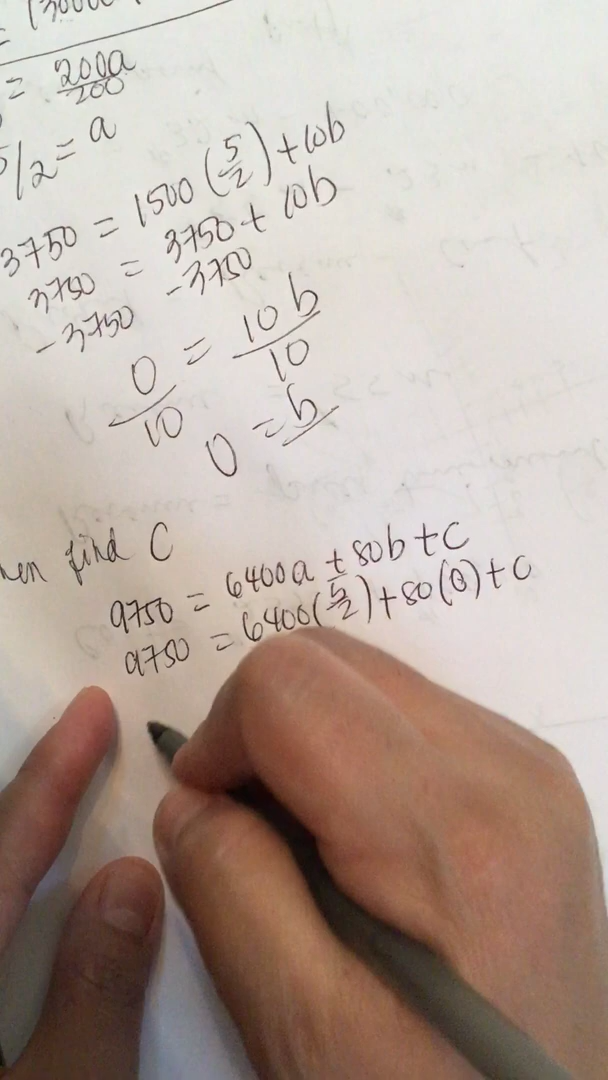 = 
= 200a
200
5/2 = a
3750 = 1500 (5/2) + 10b
3750 = 3750 + 10b
-3750 -3750
0 = 10b
10 10
0 = b
find C
9750 = 6400a + 80b + C
9750 = 6400(5/2) + 80(0) + C